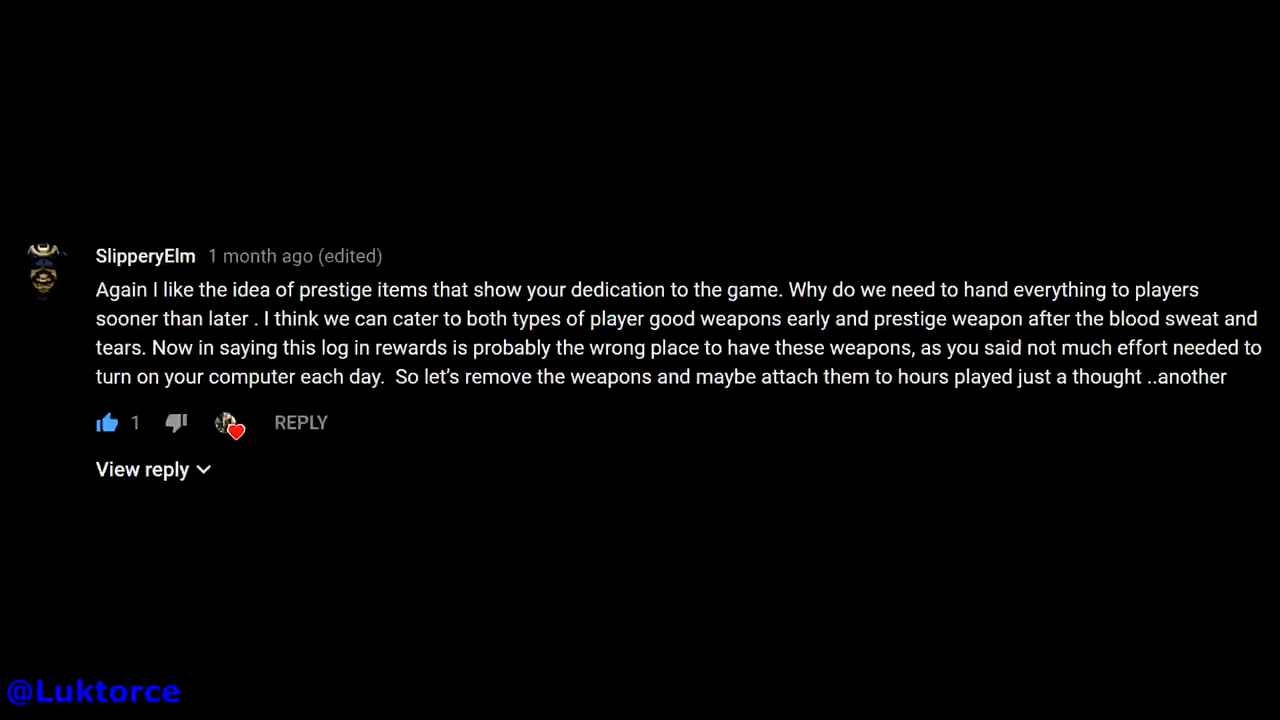 SlipperyElm 1 month ago (edited)
Again I like the idea of prestige items that show your dedication to the game. Why do we need to hand everything to players
sooner than later . I think we can cater to both types of player good weapons early and prestige weapon after the blood sweat and
tears. Now in saying this log in rewards is probably the wrong place to have these weapons, as you said not much effort needed to
turn on your computer each day.  So let's remove the weapons and maybe attach them to hours played just a thought ..another
1 REPLY
View reply
@Luktorce